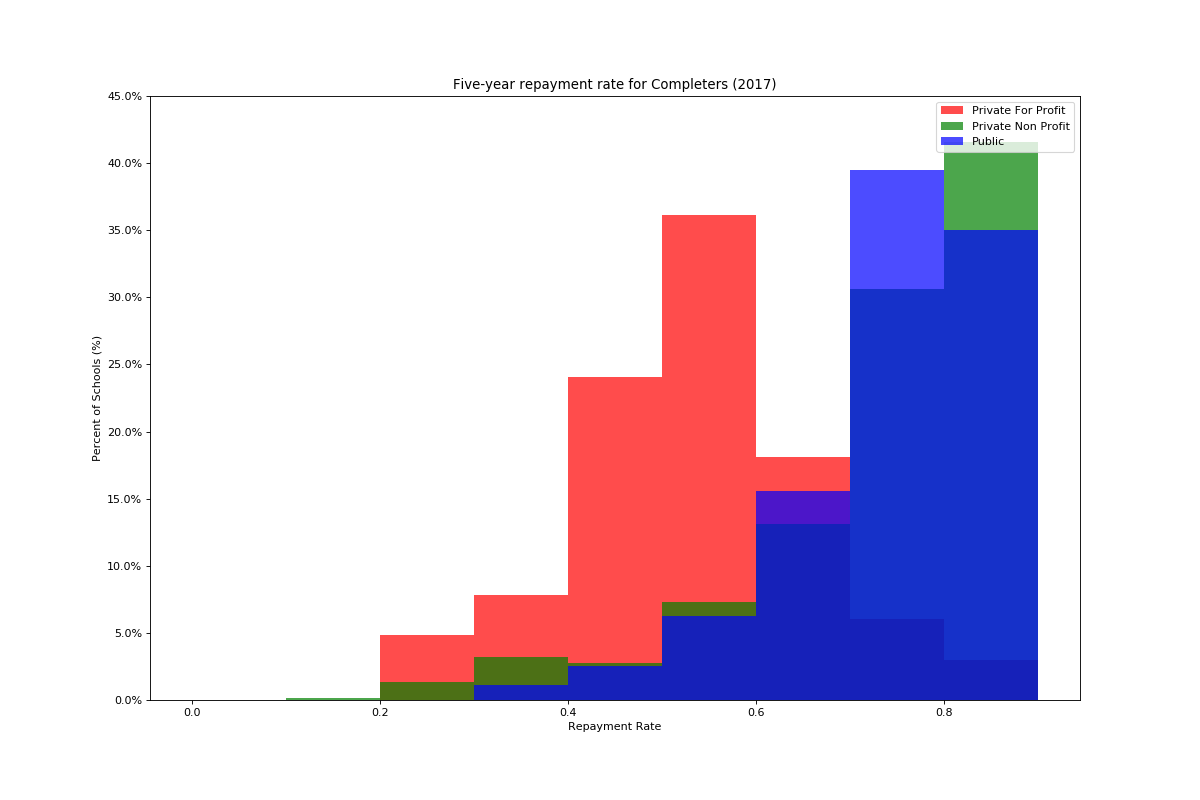 Five-year repayment rate for Completers (2017)
45.0%
40.0%
35.0%
30.0%
25.0%
20.0%
15.0%
10.0%
5.0%
0.0%
Percent of Schools (%)
Private For Profit
Private Non Profit
Public
0.0 0.2 0.4 0.6 0.8
Repayment Rate